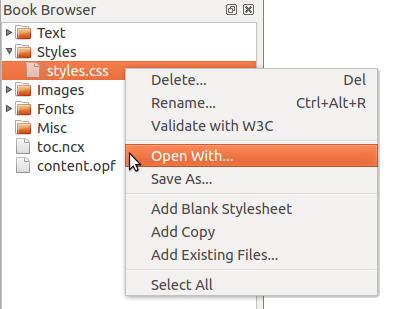 Book Browser
Text
Styles
styles.css
Images
Fonts
Misc
toc.ncx
content.opf
Delete... Del
Rename... Ctrl+Alt+R
Validate with W3C
Open With...
Save As...
Add Blank Stylesheet
Add Copy
Add Existing Files...
Select All